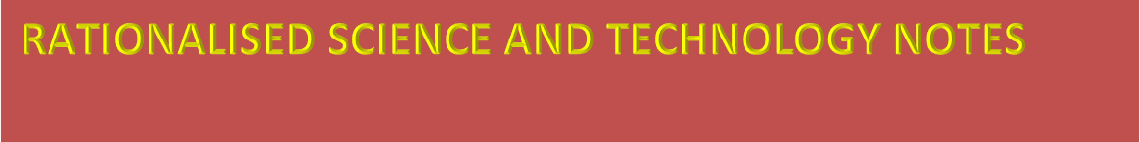 RATIONALISED SCIENCE AND TECHNOLOGY NOTES